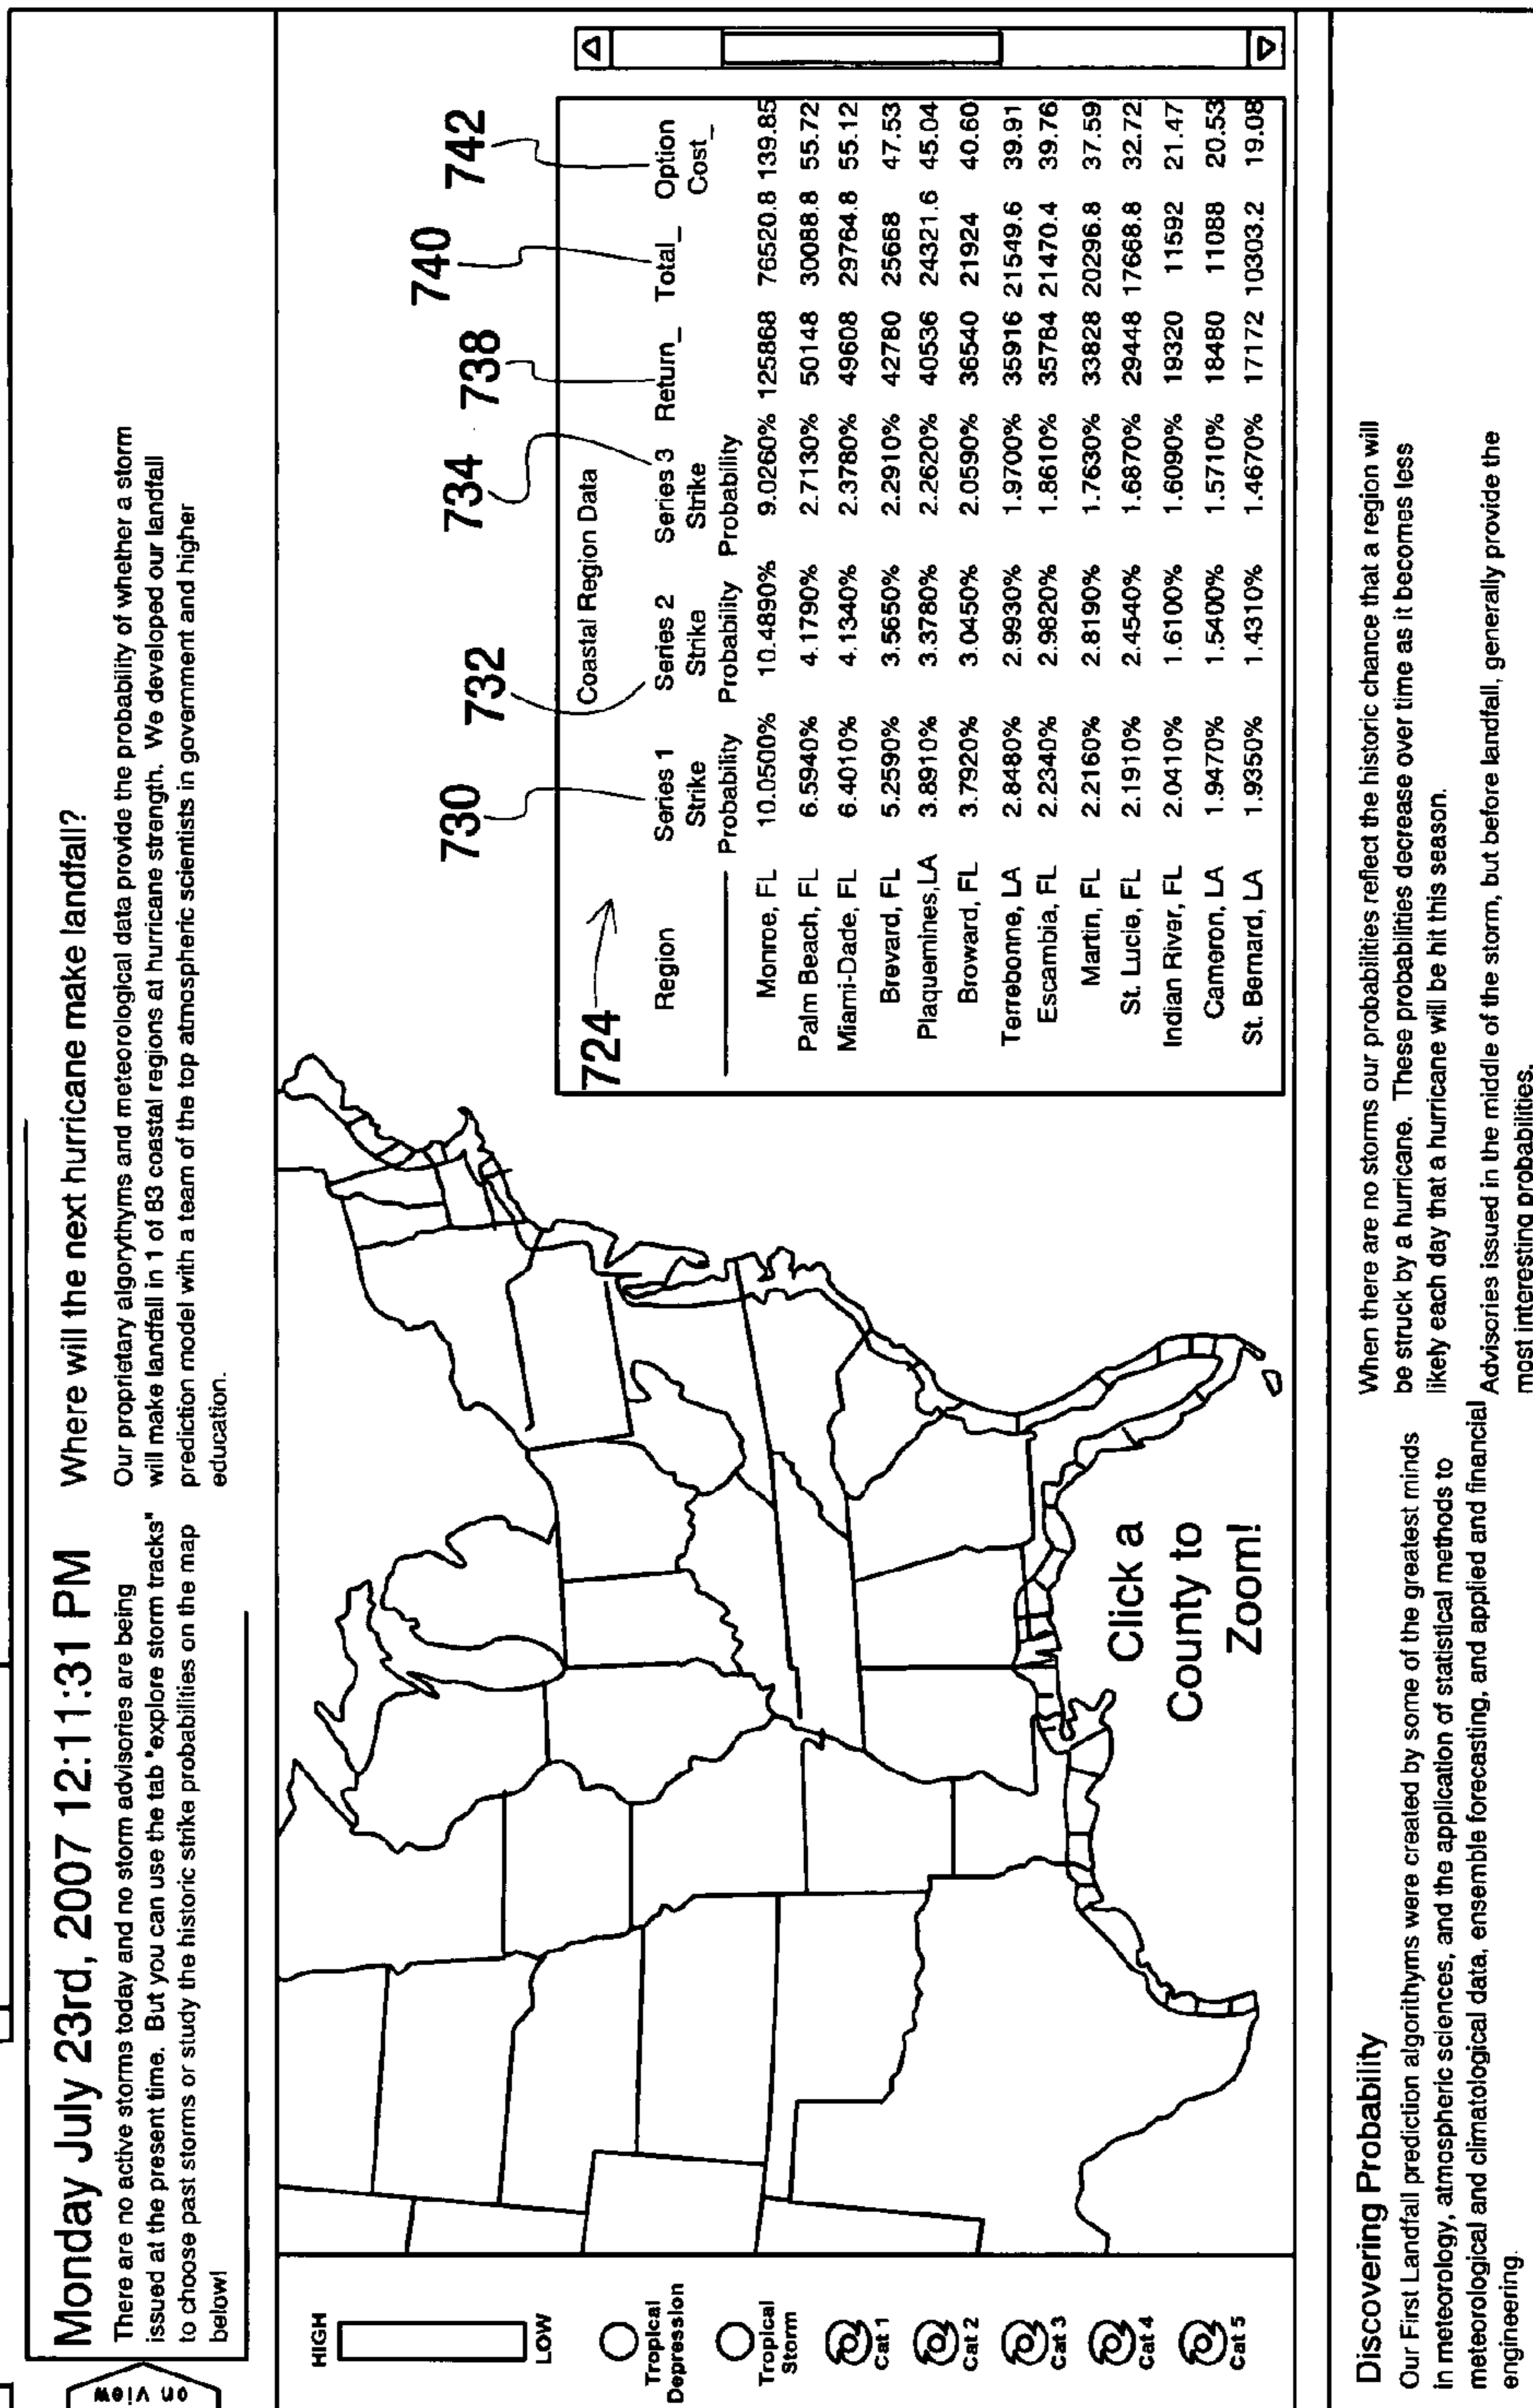 on view
Monday July 23rd, 2007 12:11:31 PM
There are no active storms today and no storm advisories are being
issued at the present time. But you can use the tab "explore storm tracks"
to choose past storms or study the historic strike probabilities on the map
below!
Where will the next hurricane make landfall?
Our proprietary algorythyms and meteorological data provide the probability of whether a storm
will make landfall in 1 of 83 coastal regions at hurricane strength. We developed our landfall
prediction model with a team of the top atmospheric scientists in government and higher
education.
HIGH
LOW
Tropical
Depression
Tropical
Storm
Cat 1
Cat 2
Cat 3
Cat 4
Cat 5
Click a
County to
Zoom!
724
730
732
734
738
740
742
Coastal Region Data
Region Series 1 Strike Probability Series 2 Strike Probability Series 3 Strike Probability Return_ Total_ Option Cost_
Monroe, FL 10.0500% 10.4890% 9.0260% 125868 76520.8 139.85
Palm Beach, FL 6.5940% 4.1790% 2.7130% 50148 30088.8 55.72
Miami-Dade, FL 6.4010% 4.1340% 2.3780% 49608 29764.8 55.12
Brevard, FL 5.2590% 3.5650% 2.2910% 42780 25668 47.53
Plaquemines,LA 3.8910% 3.3780% 2.2620% 40536 24321.6 45.04
Broward, FL 3.7920% 3.0450% 2.0590% 36540 21924 40.60
Terrebonne, LA 2.8480% 2.9930% 1.9700% 35916 21549.6 39.91
Escambia, FL 2.2340% 2.9820% 1.8610% 35784 21470.4 39.76
Martin, FL 2.2160% 2.8190% 1.7630% 33828 20296.8 37.59
St. Lucie, FL 2.1910% 2.4540% 1.6870% 29448 17668.8 32.72
Indian River, FL 2.0410% 1.6100% 1.6090% 19320 11592 21.47
Cameron, LA 1.9470% 1.5400% 1.5710% 18480 11088 20.53
St. Bernard, LA 1.9350% 1.4310% 1.4670% 17172 10303.2 19.08
Discovering Probability
Our First Landfall prediction algorithyms were created by some of the greatest minds
in meteorology, atmospheric sciences, and the application of statistical methods to
meteorological and climatological data, ensemble forecasting, and applied and financial
engineering.
When there are no storms our probabilities reflect the historic chance that a region will
be struck by a hurricane. These probabilities decrease over time as it becomes less
likely each day that a hurricane will be hit this season.
Advisories issued in the middle of the storm, but before landfall, generally provide the
most interesting probabilities.